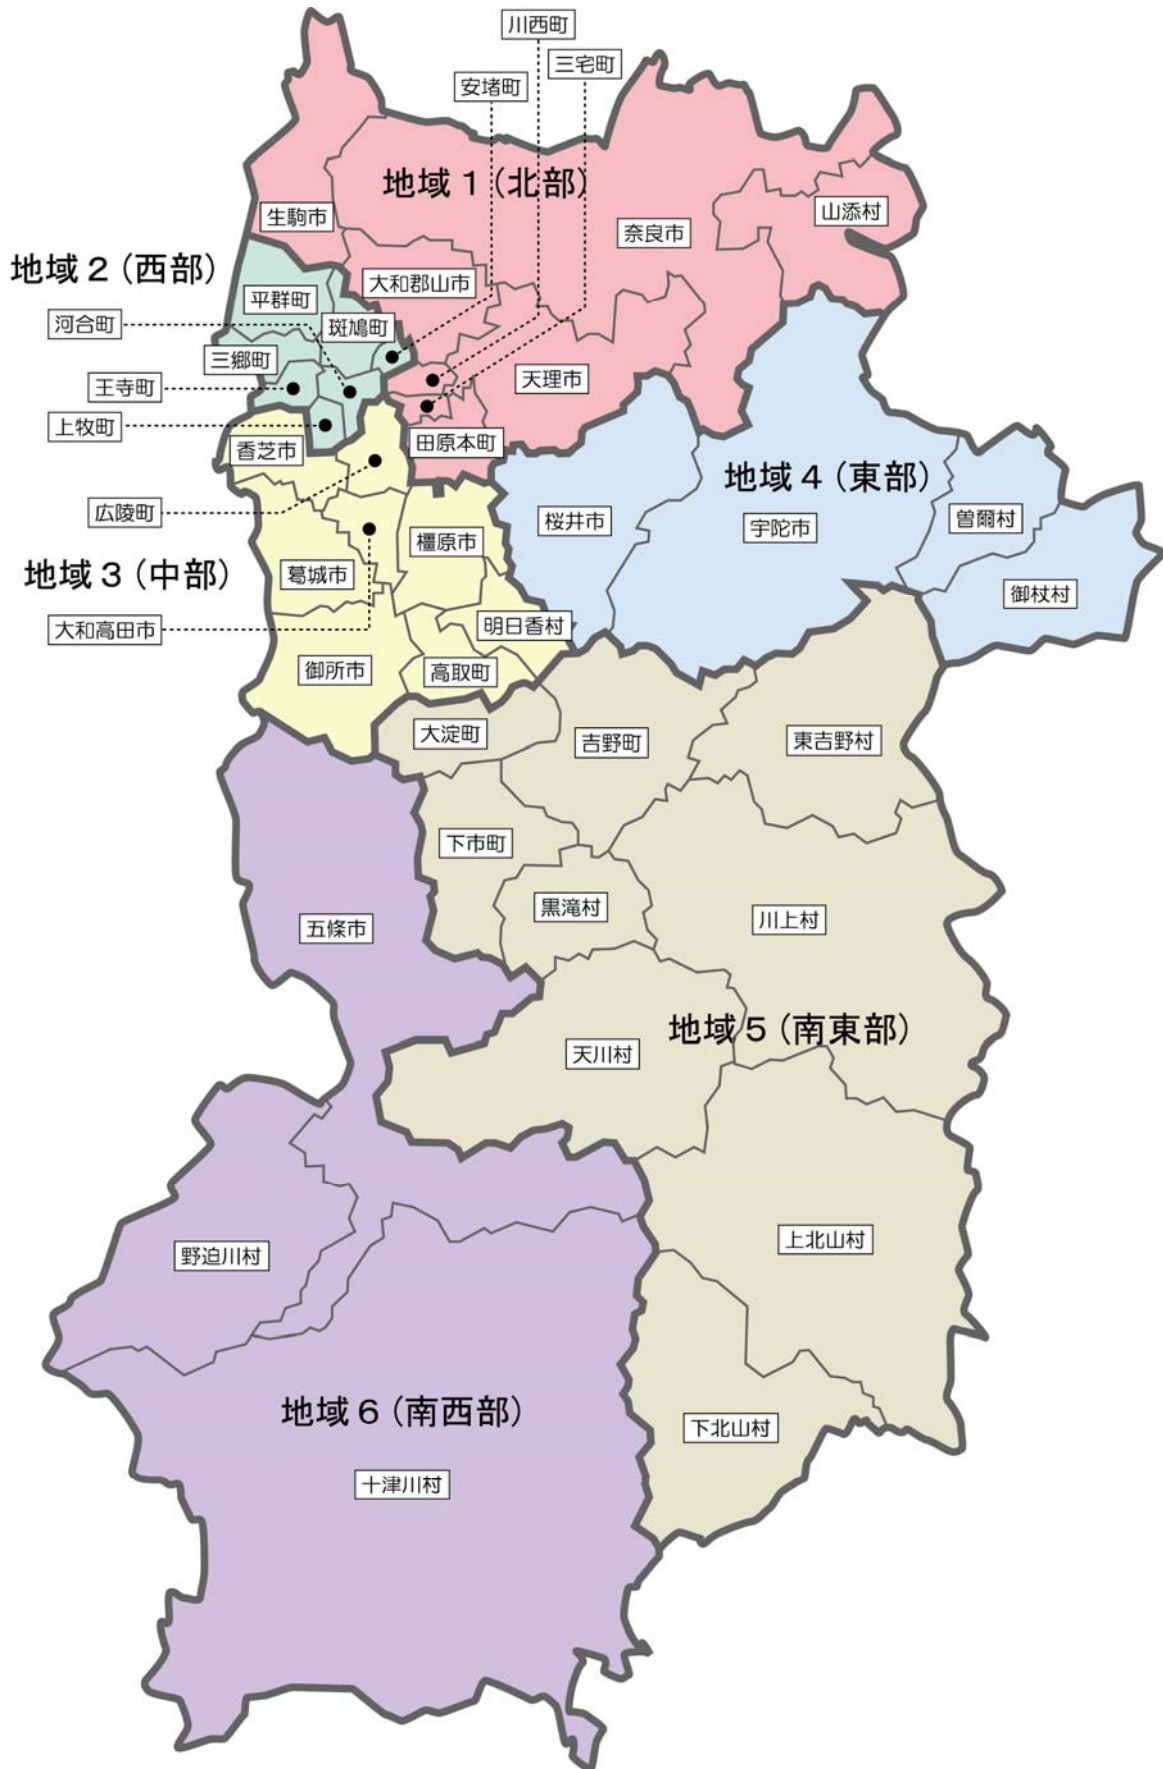 川西町
三宅町
安堵町
地域1(北部)
生駒市
奈良市
山添村
地域2(西部)
大和郡山市
平群町
河合町
斑鳩町
三郷町
王寺町
天理市
上牧町
香芝市
田原本町
地域4(東部)
広陵町
桜井市
宇陀市
曽爾村
橿原市
地域3(中部)
葛城市
御杖村
大和高田市
明日香村
御所市
高取町
大淀町
吉野町
東吉野村
下市町
黒滝村
川上村
五條市
地域5(南東部)
天川村
上北山村
野迫川村
地域6(南西部)
下北山村
十津川村